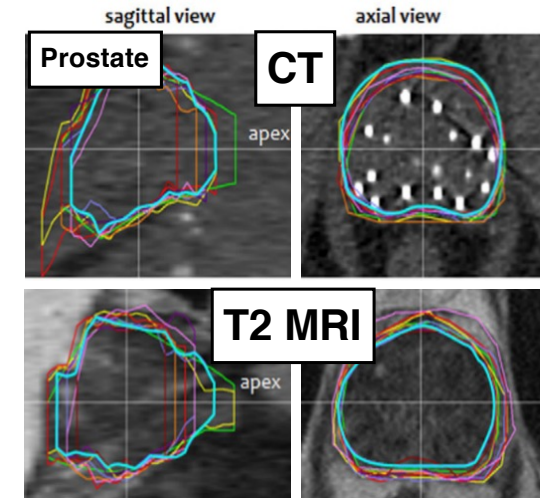 sagittal view
axial view
Prostate
CT
apex
T2 MRI
apex